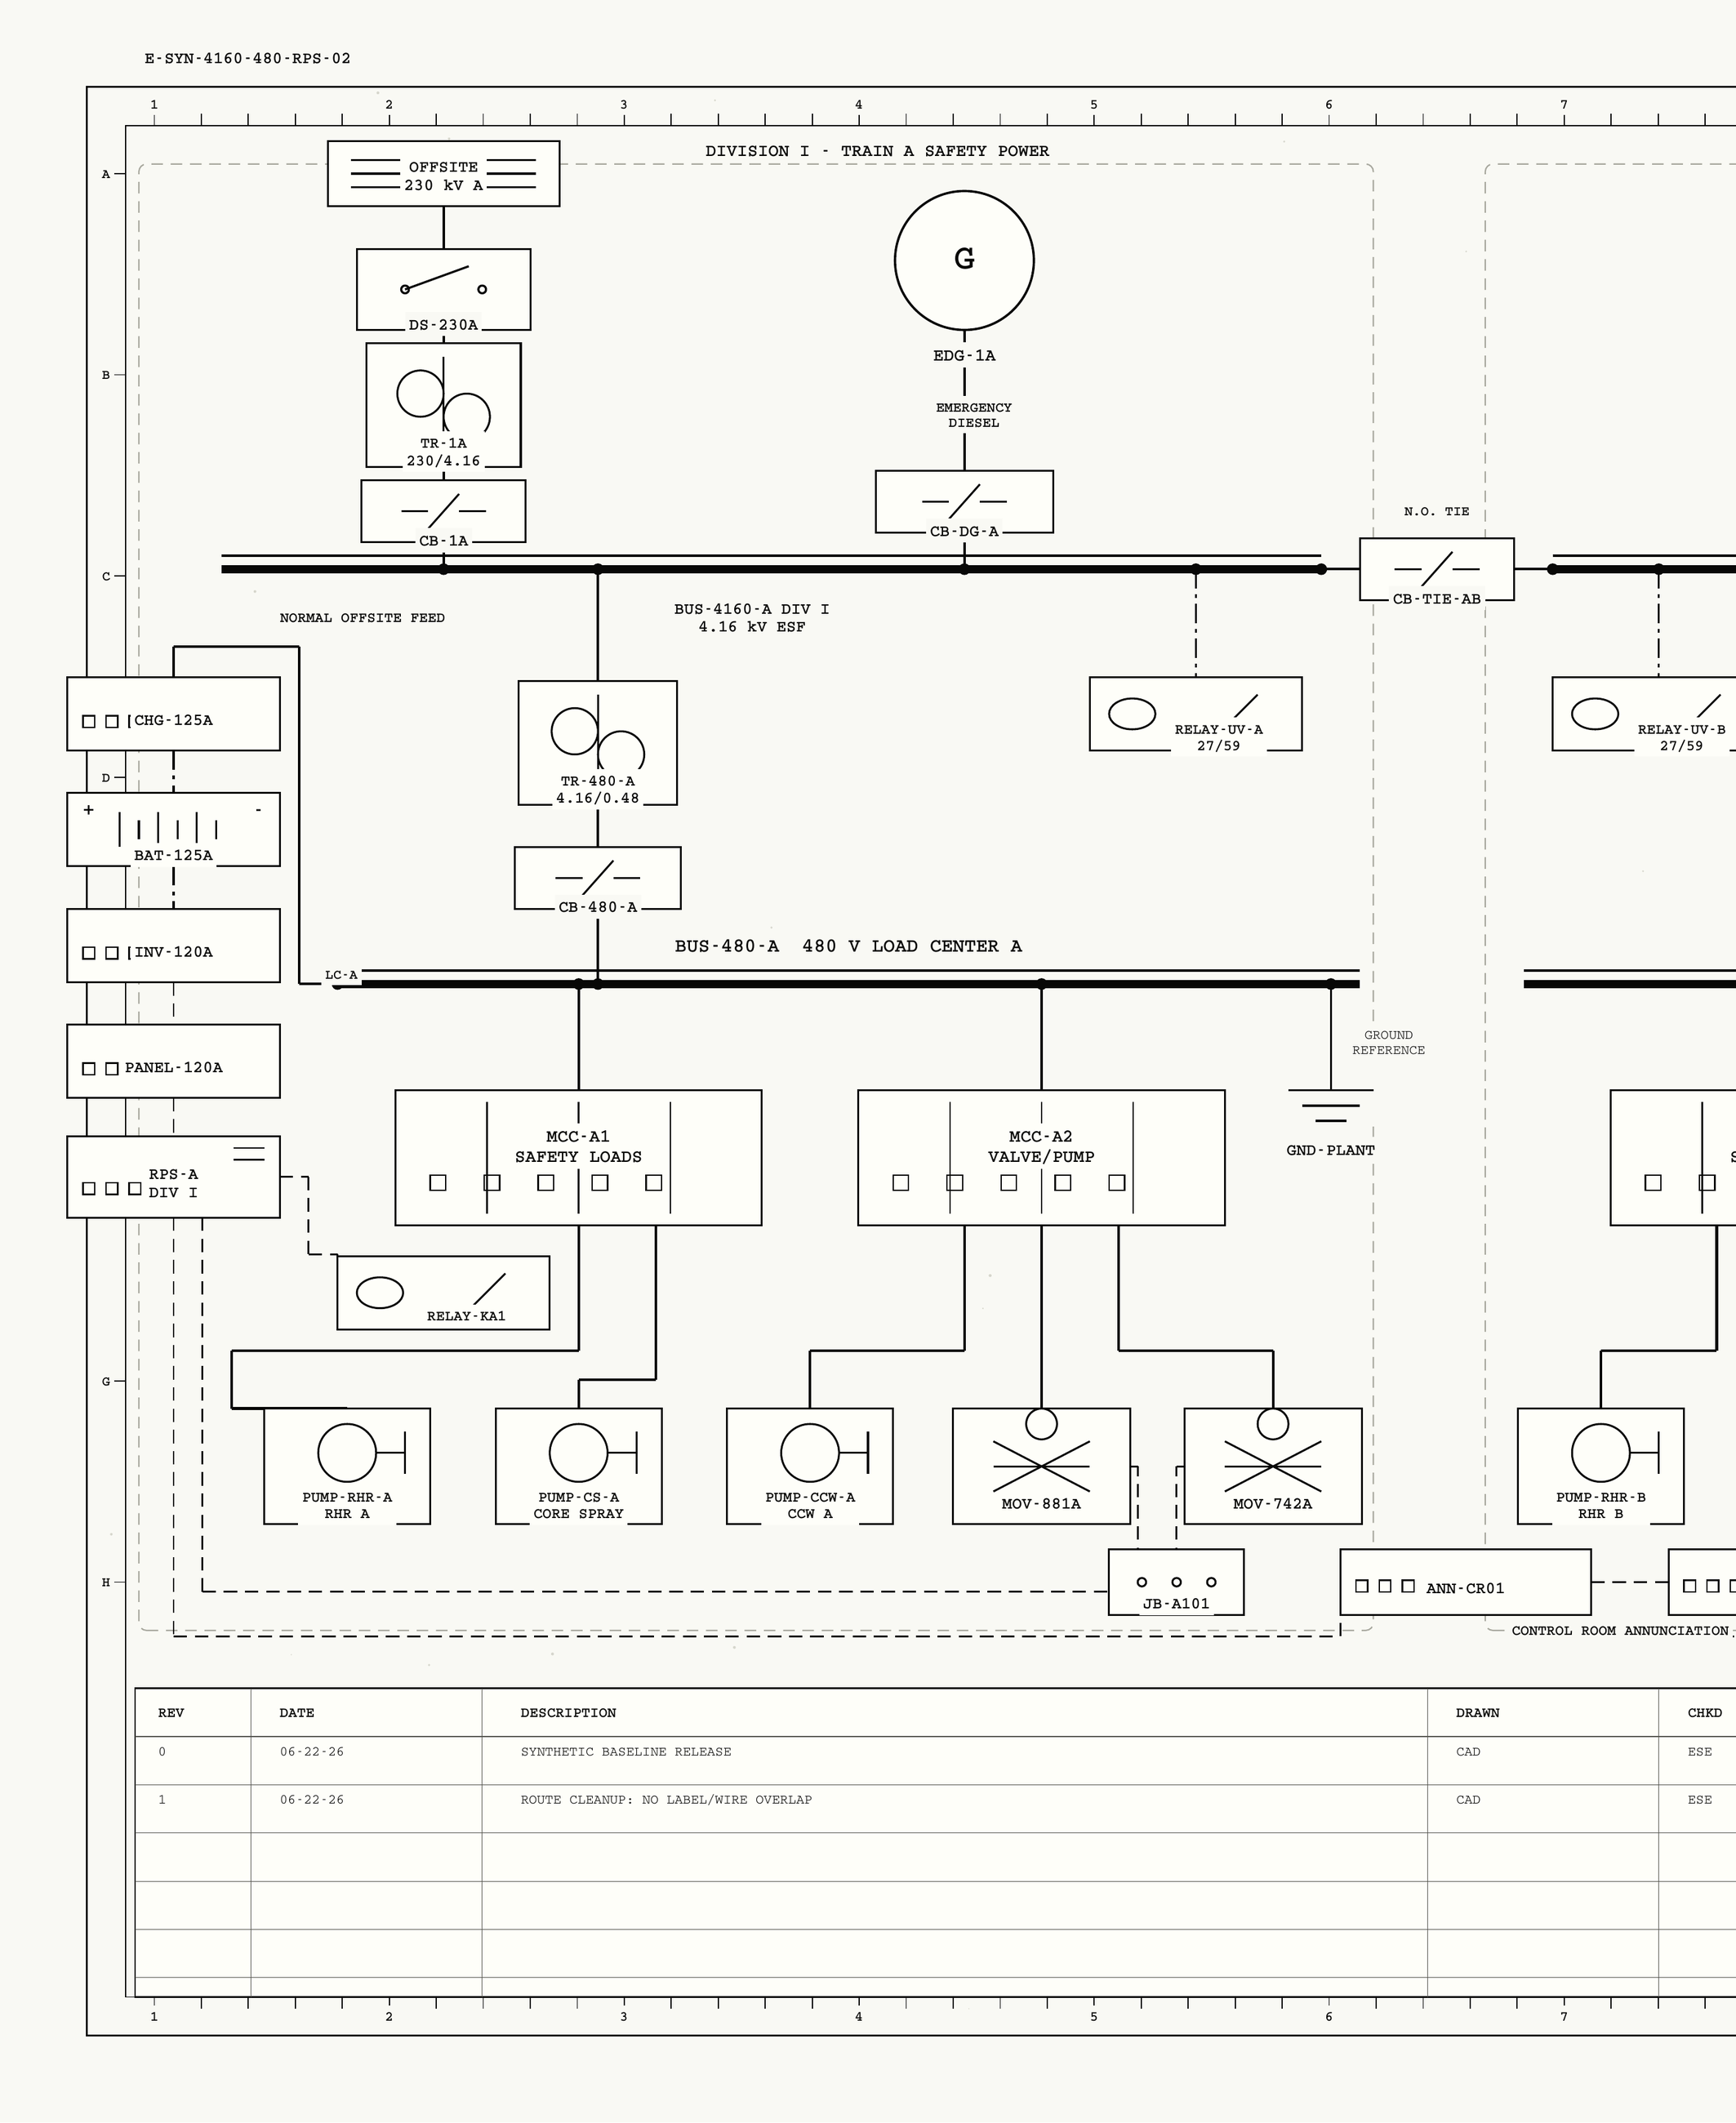 E-SYN-4160-480-RPS-02
1 2 3 4 5 6 7
DIVISION I - TRAIN A SAFETY POWER
A
OFFSITE
230 kV A
G
DS-230A
EDG-1A
B
EMERGENCY
DIESEL
TR-1A
230/4.16
N.O. TIE
CB-DG-A
CB-1A
C
CB-TIE-AB
BUS-4160-A DIV I
4.16 kV ESF
NORMAL OFFSITE FEED
CHG-125A
RELAY-UV-A
27/59
RELAY-UV-B
27/59
D
TR-480-A
4.16/0.48
+ -
BAT-125A
CB-480-A
BUS-480-A 480 V LOAD CENTER A
INV-120A
LC-A
GROUND
REFERENCE
PANEL-120A
MCC-A1
SAFETY LOADS
MCC-A2
VALVE/PUMP
GND-PLANT
S
RPS-A
DIV I
RELAY-KA1
G
PUMP-RHR-A
RHR A
PUMP-CS-A
CORE SPRAY
PUMP-CCW-A
CCW A
MOV-881A
MOV-742A
PUMP-RHR-B
RHR B
H
JB-A101
ANN-CR01
CONTROL ROOM ANNUNCIATION
REV DATE DESCRIPTION DRAWN CHKD
0 06-22-26 SYNTHETIC BASELINE RELEASE CAD ESE
1 06-22-26 ROUTE CLEANUP: NO LABEL/WIRE OVERLAP CAD ESE
1 2 3 4 5 6 7